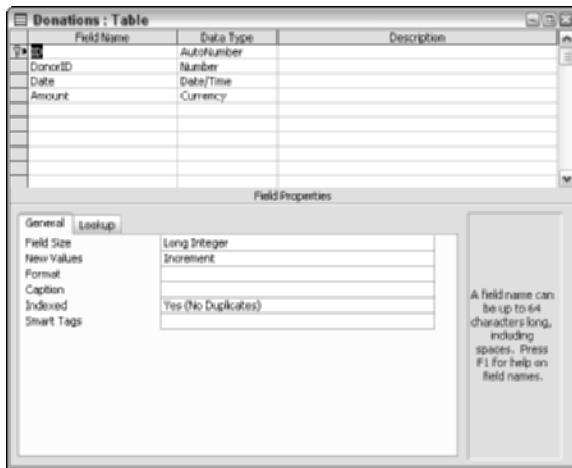 Donations : Table
Field Name Data Type Description
ID AutoNumber
DonorID Number
Date Date/Time
Amount Currency
Field Properties
General Lookup
Field Size Long Integer
New Values Increment
Format
Caption
Indexed Yes (No Duplicates)
Smart Tags
A field name can
be up to 64
characters long,
including
spaces. Press
F1 for help on
field names.